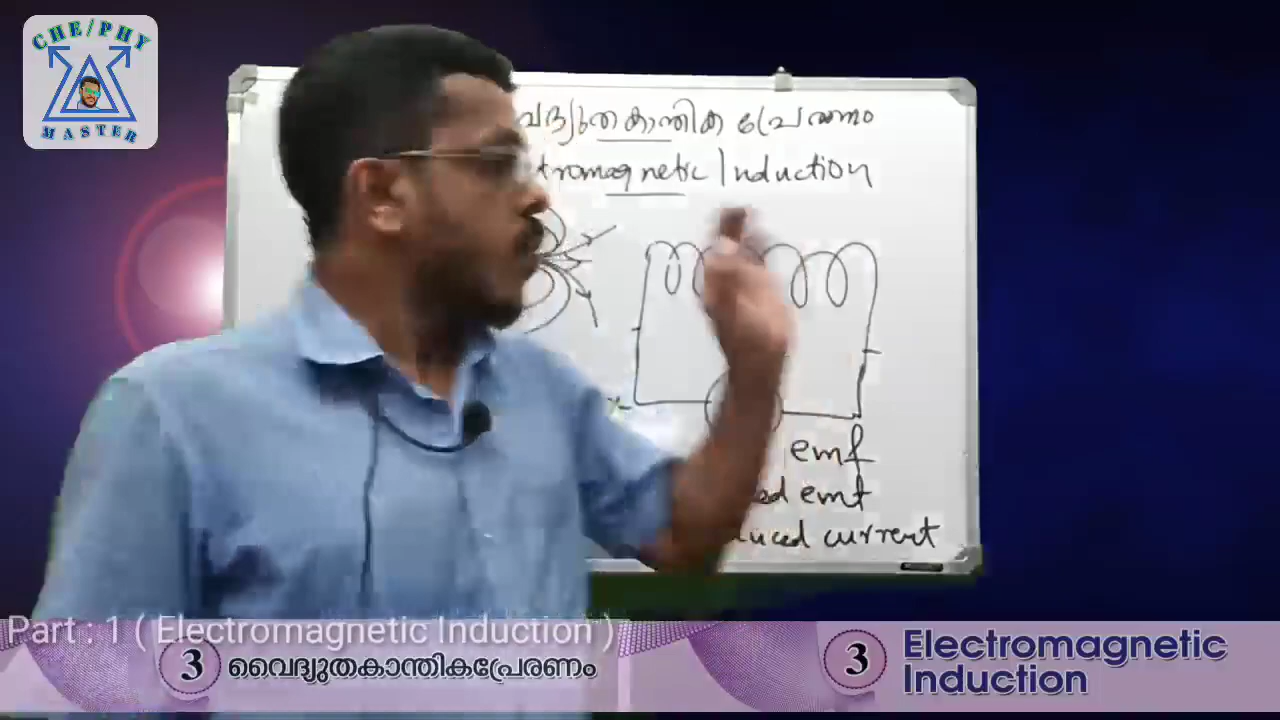 CHE/PHY
MASTER
വൈദ്യുതകാന്തിക പ്രേരണം
tromagnetic Induction
emf
ed emf
duced current
Part : 1 ( Electromagnetic Induction )
3 വൈദ്യുതകാന്തികപ്രേരണം
3 Electromagnetic
Induction